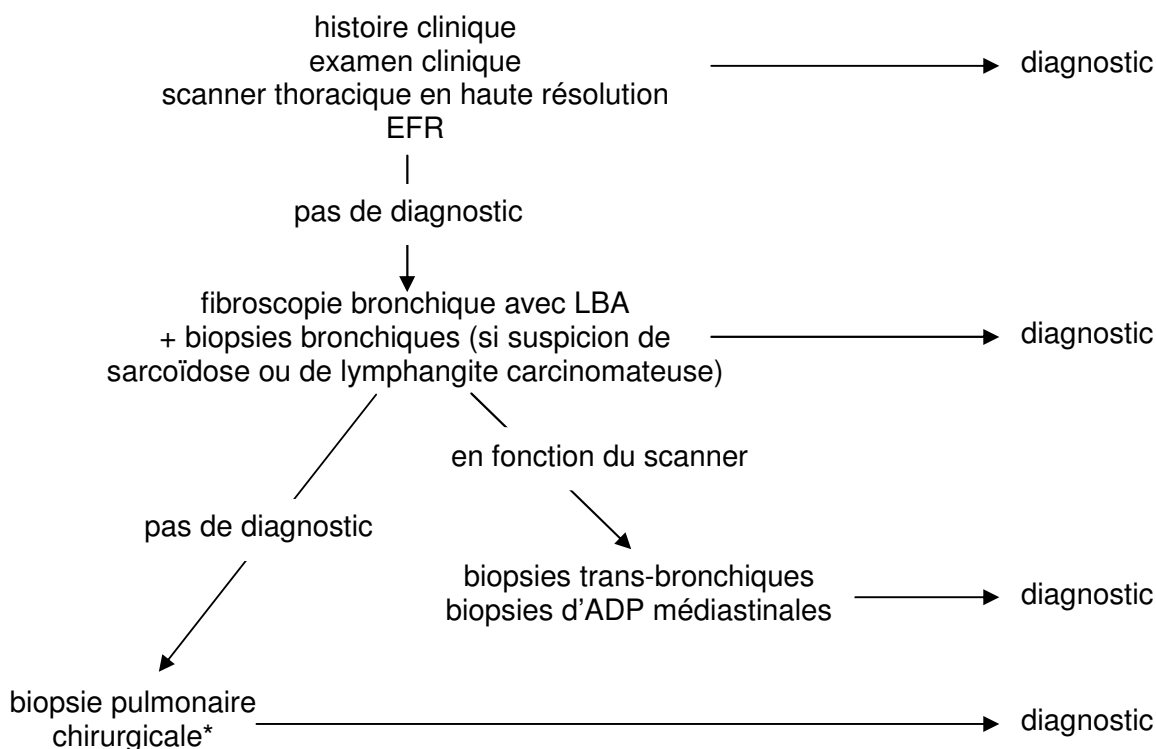 histoire clinique
examen clinique
scanner thoracique en haute résolution
EFR
diagnostic
pas de diagnostic
fibroscopie bronchique avec LBA
+ biopsies bronchiques (si suspicion de
sarcoïdose ou de lymphangite carcinomateuse)
diagnostic
en fonction du scanner
pas de diagnostic
biopsies trans-bronchiques
biopsies d'ADP médiastinales
diagnostic
biopsie pulmonaire
chirurgicale*
diagnostic